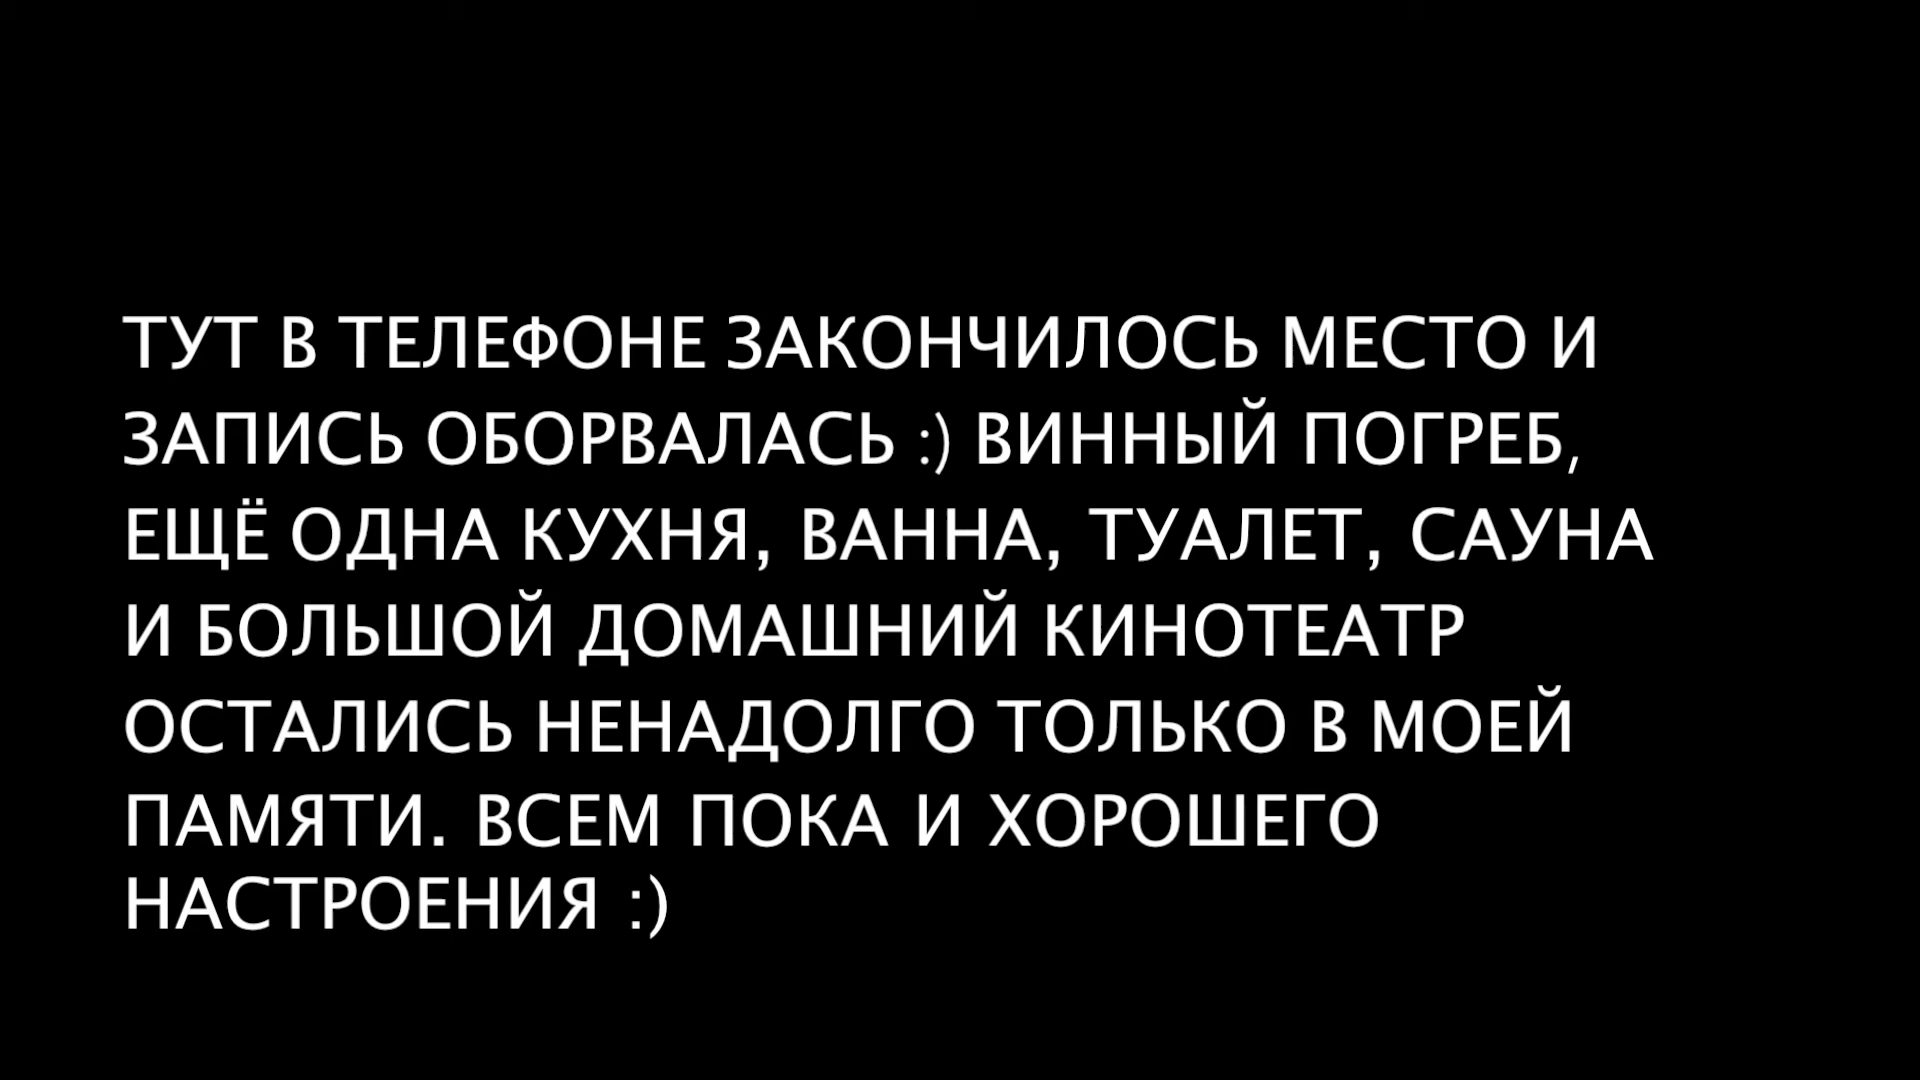 ТУТ В ТЕЛЕФОНЕ ЗАКОНЧИЛОСЬ МЕСТО И
ЗАПИСЬ ОБОРВАЛАСЬ :) ВИННЫЙ ПОГРЕБ,
ЕЩЁ ОДНА КУХНЯ, ВАННА, ТУАЛЕТ, САУНА
И БОЛЬШОЙ ДОМАШНИЙ КИНОТЕАТР
ОСТАЛИСЬ НЕНАДОЛГО ТОЛЬКО В МОЕЙ
ПАМЯТИ. ВСЕМ ПОКА И ХОРОШЕГО
НАСТРОЕНИЯ :)